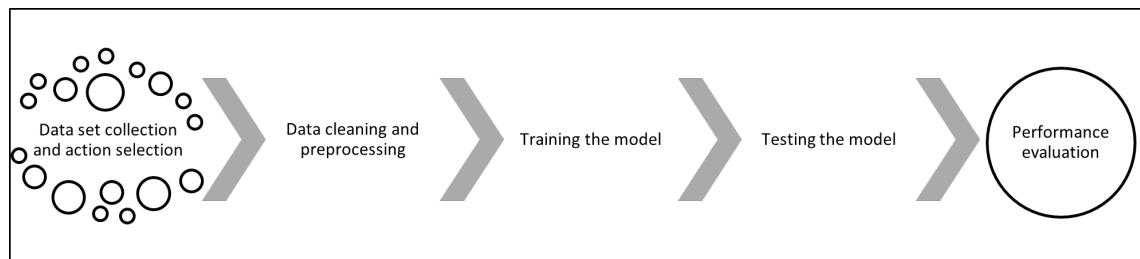 Data set collection
and action selection
Data cleaning and
preprocessing
Training the model
Testing the model
Performance
evaluation